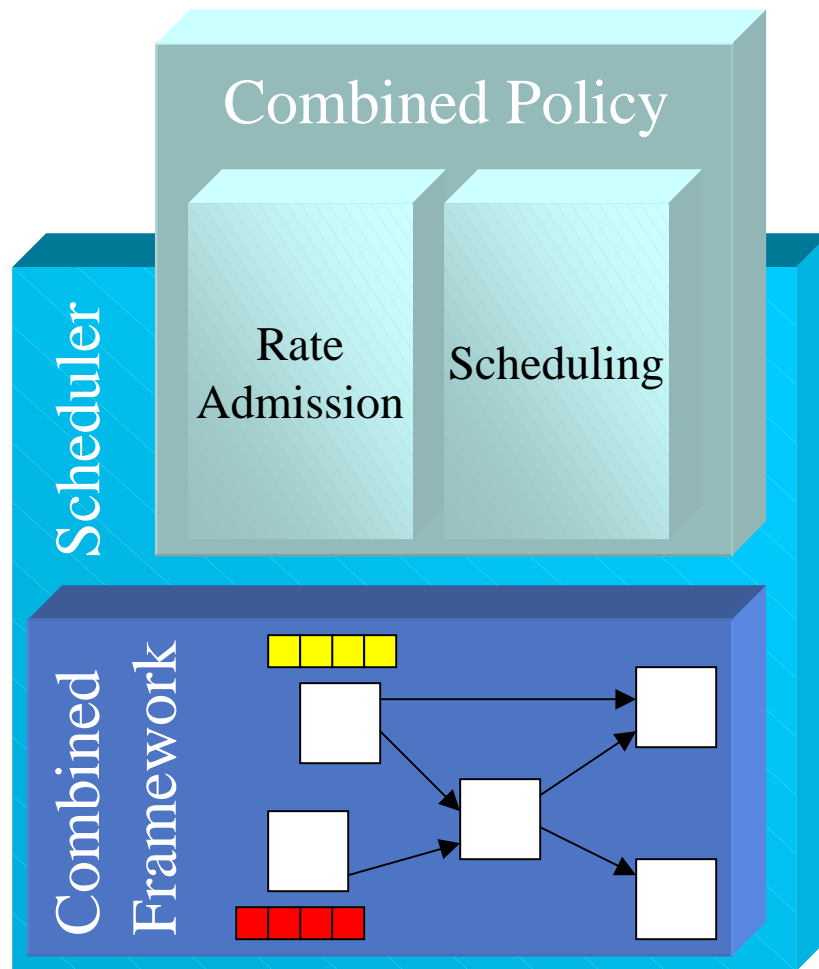 Combined Policy
Rate
Admission
Scheduling
Scheduler
Combined
Framework